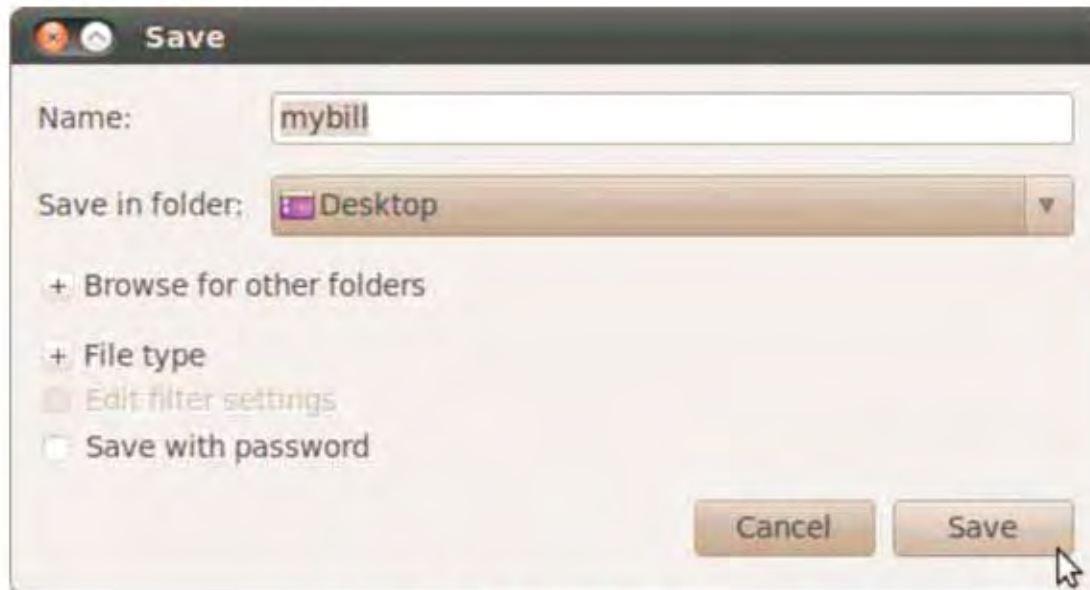 Save
Name: mybill
Save in folder: Desktop
+ Browse for other folders
+ File type
Edit filter settings
Save with password
Cancel Save